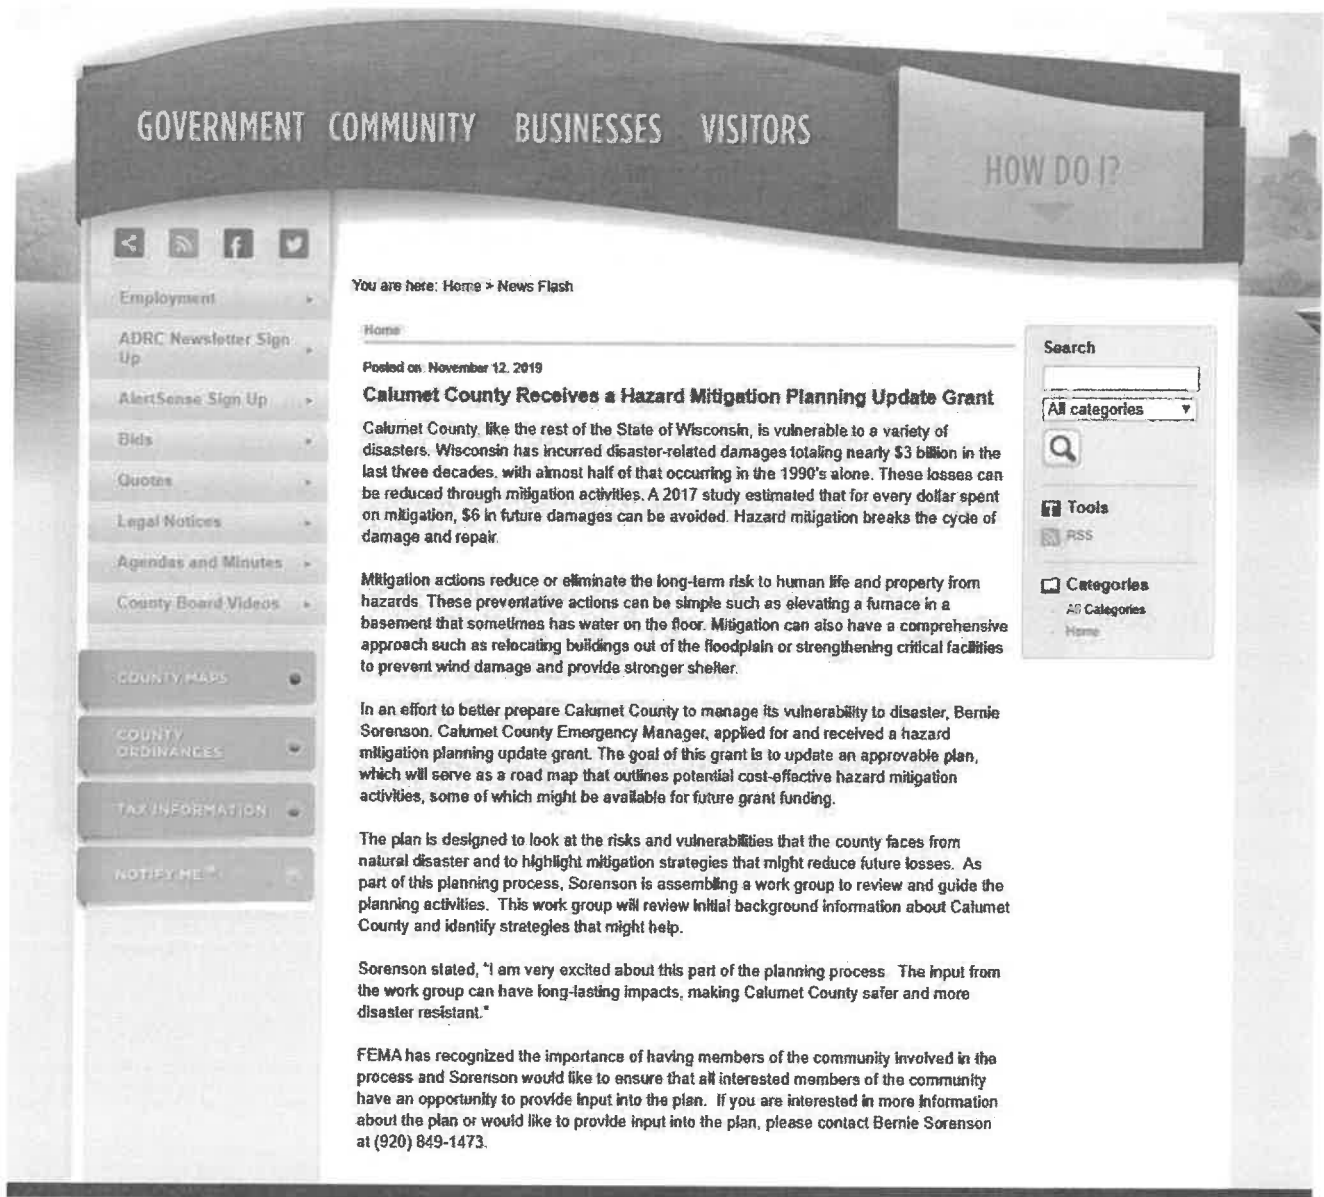 GOVERNMENT COMMUNITY BUSINESSES VISITORS
HOW DO I?
Employment
ADRC Newsletter Sign
Up
AlertSense Sign Up
Bids
Quotes
Legal Notices
Agendas and Minutes
County Board Videos
COUNTY MAPS
COUNTY
ORDINANCES
TAX INFORMATION
NOTIFY ME
You are here: Home > News Flash
Home
Posted on: November 12, 2019
Calumet County Receives a Hazard Mitigation Planning Update Grant
Calumet County, like the rest of the State of Wisconsin, is vulnerable to a variety of
disasters. Wisconsin has incurred disaster-related damages totaling nearly $3 billion in the
last three decades, with almost half of that occurring in the 1990's alone. These losses can
be reduced through mitigation activities. A 2017 study estimated that for every dollar spent
on mitigation, $6 in future damages can be avoided. Hazard mitigation breaks the cycle of
damage and repair.
Mitigation actions reduce or eliminate the long-term risk to human life and property from
hazards. These preventative actions can be simple such as elevating a furnace in a
basement that sometimes has water on the floor. Mitigation can also have a comprehensive
approach such as relocating buildings out of the floodplain or strengthening critical facilities
to prevent wind damage and provide stronger shelter.
In an effort to better prepare Calumet County to manage its vulnerability to disaster, Bernie
Sorenson, Calumet County Emergency Manager, applied for and received a hazard
mitigation planning update grant. The goal of this grant is to update an approvable plan,
which will serve as a road map that outlines potential cost-effective hazard mitigation
activities, some of which might be available for future grant funding.
The plan is designed to look at the risks and vulnerabilities that the county faces from
natural disaster and to highlight mitigation strategies that might reduce future losses. As
part of this planning process, Sorenson is assembling a work group to review and guide the
planning activities. This work group will review initial background information about Calumet
County and identify strategies that might help.
Sorenson stated, "I am very excited about this part of the planning process. The input from
the work group can have long-lasting impacts, making Calumet County safer and more
disaster resistant."
FEMA has recognized the importance of having members of the community involved in the
process and Sorenson would like to ensure that all interested members of the community
have an opportunity to provide input into the plan. If you are interested in more information
about the plan or would like to provide input into the plan, please contact Bernie Sorenson
at (920) 849-1473.
Search
All categories
Tools
RSS
Categories
All Categories
Home